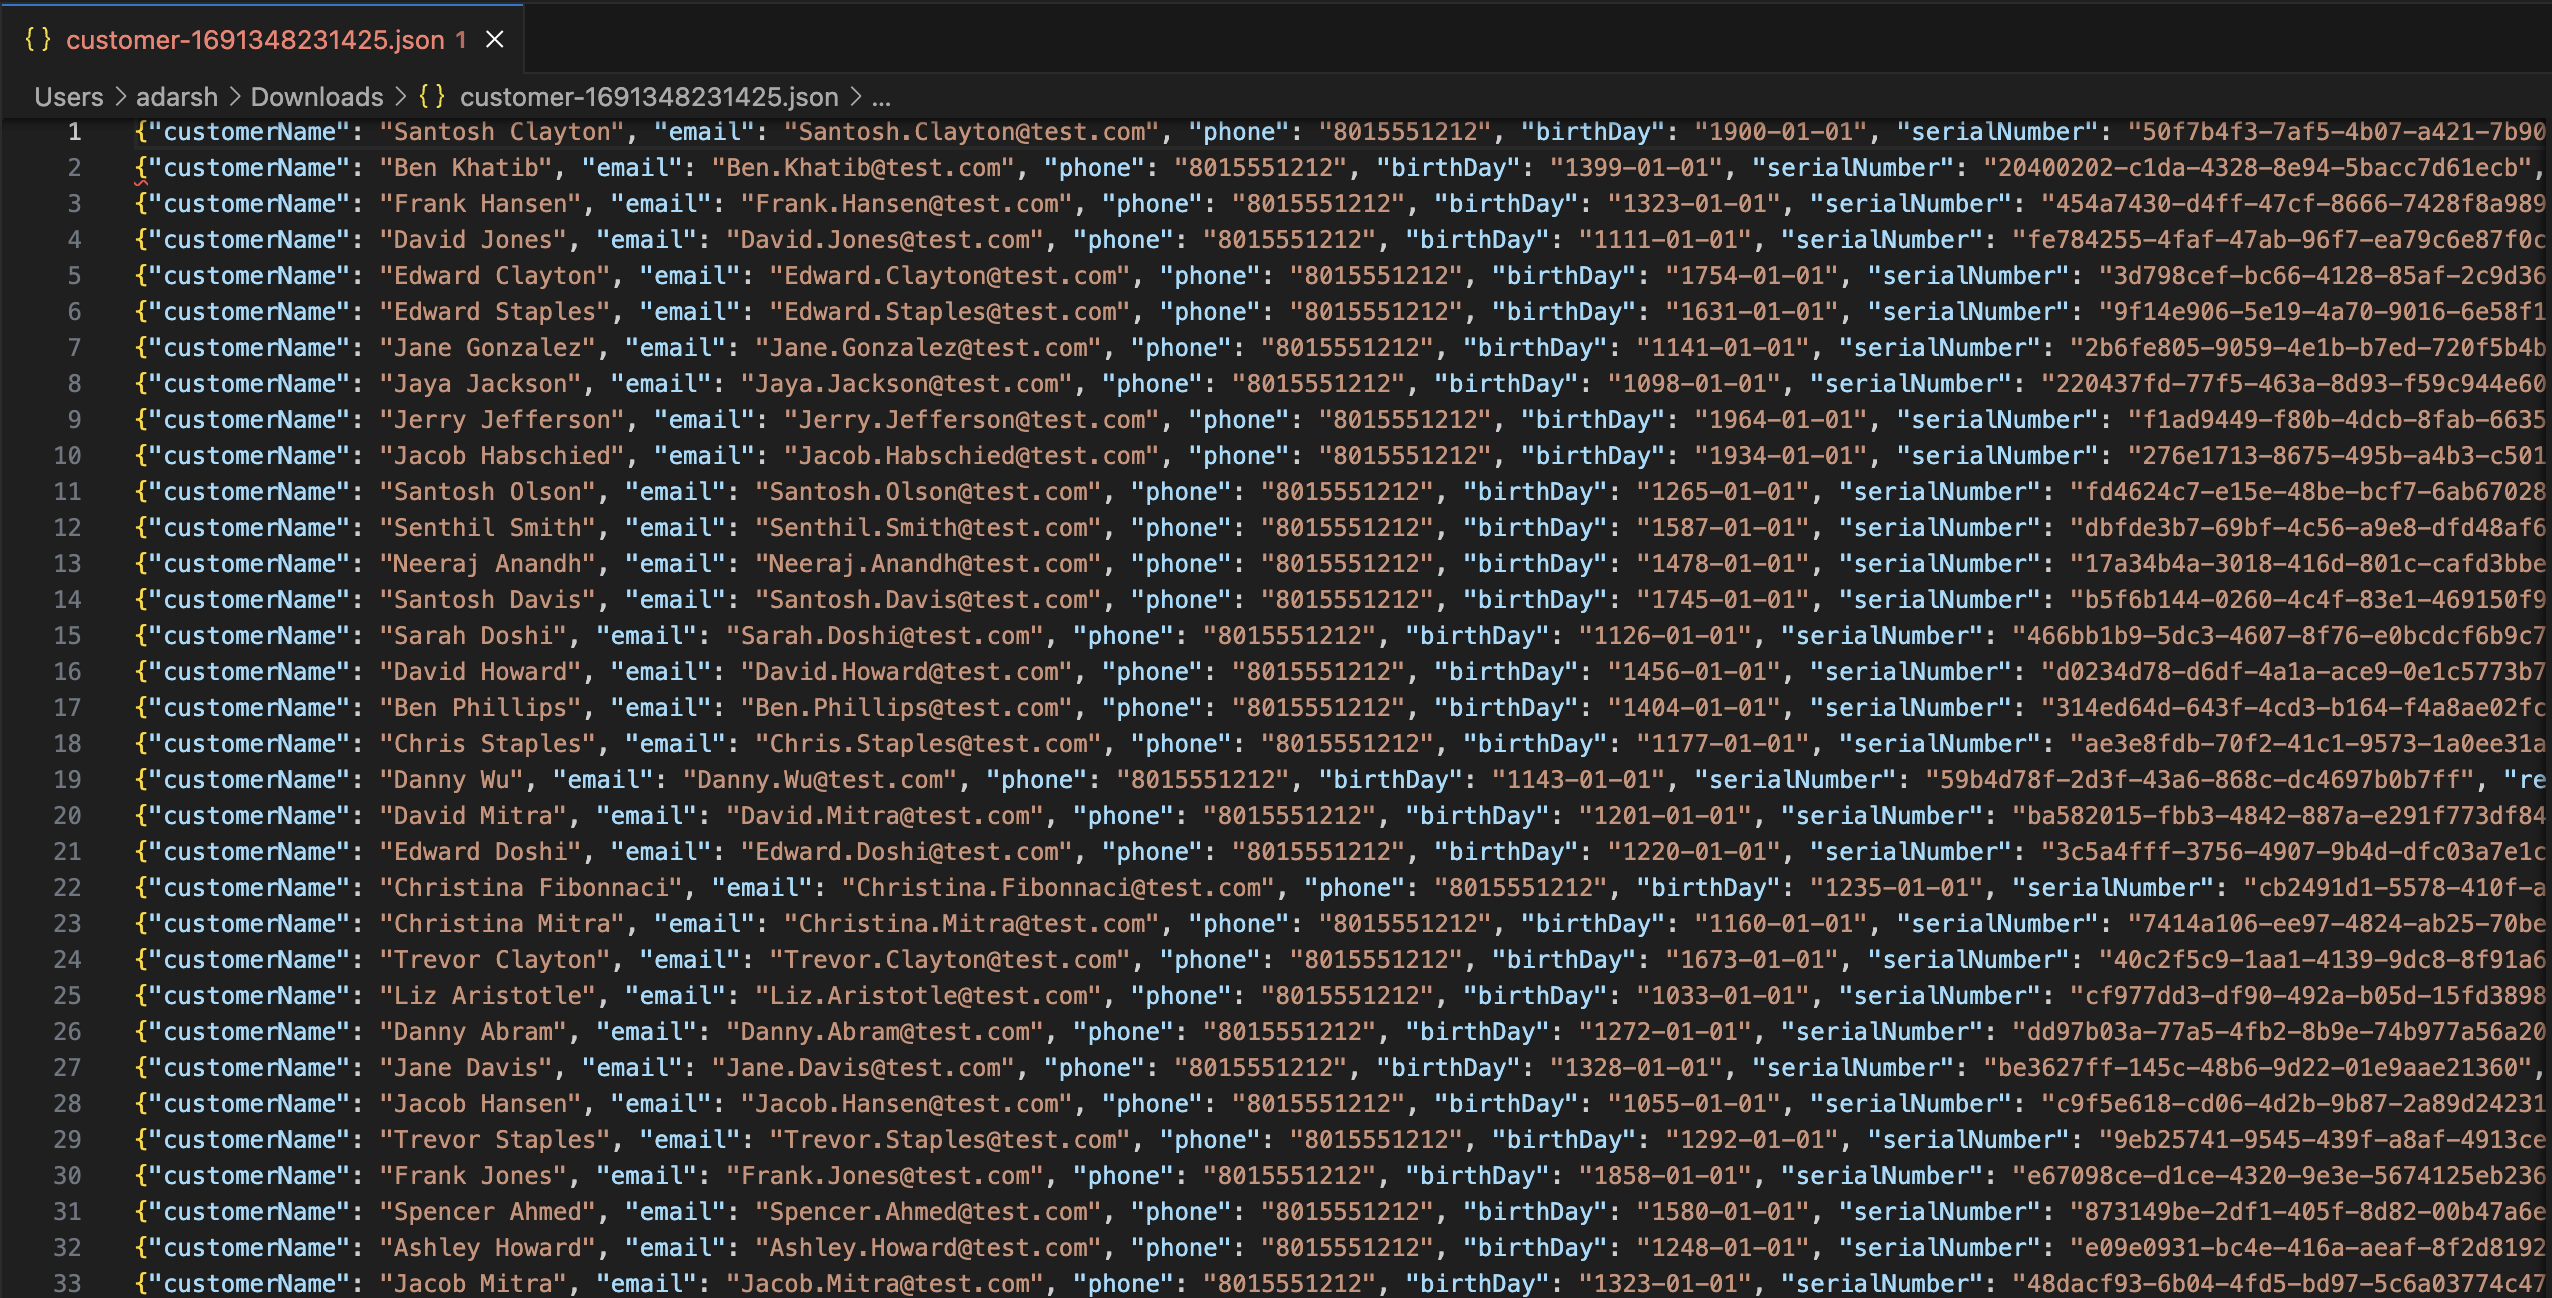 {} customer-1691348231425.json 1 ×
Users > adarsh > Downloads > {} customer-1691348231425.json > ...
1 {"customerName": "Santosh Clayton", "email": "Santosh.Clayton@test.com", "phone": "8015551212", "birthDay": "1900-01-01", "serialNumber": "50f7b4f3-7af5-4b07-a421-7b90
2 {"customerName": "Ben Khatib", "email": "Ben.Khatib@test.com", "phone": "8015551212", "birthDay": "1399-01-01", "serialNumber": "20400202-c1da-4328-8e94-5bacc7d61ecb",
3 {"customerName": "Frank Hansen", "email": "Frank.Hansen@test.com", "phone": "8015551212", "birthDay": "1323-01-01", "serialNumber": "454a7430-d4ff-47cf-8666-7428f8a989
4 {"customerName": "David Jones", "email": "David.Jones@test.com", "phone": "8015551212", "birthDay": "1111-01-01", "serialNumber": "fe784255-4faf-47ab-96f7-ea79c6e87f0c
5 {"customerName": "Edward Clayton", "email": "Edward.Clayton@test.com", "phone": "8015551212", "birthDay": "1754-01-01", "serialNumber": "3d798cef-bc66-4128-85af-2c9d36
6 {"customerName": "Edward Staples", "email": "Edward.Staples@test.com", "phone": "8015551212", "birthDay": "1631-01-01", "serialNumber": "9f14e906-5e19-4a70-9016-6e58f1
7 {"customerName": "Jane Gonzalez", "email": "Jane.Gonzalez@test.com", "phone": "8015551212", "birthDay": "1141-01-01", "serialNumber": "2b6fe805-9059-4e1b-b7ed-720f5b4b
8 {"customerName": "Jaya Jackson", "email": "Jaya.Jackson@test.com", "phone": "8015551212", "birthDay": "1098-01-01", "serialNumber": "220437fd-77f5-463a-8d93-f59c944e60
9 {"customerName": "Jerry Jefferson", "email": "Jerry.Jefferson@test.com", "phone": "8015551212", "birthDay": "1964-01-01", "serialNumber": "f1ad9449-f80b-4dcb-8fab-6635
10 {"customerName": "Jacob Habschied", "email": "Jacob.Habschied@test.com", "phone": "8015551212", "birthDay": "1934-01-01", "serialNumber": "276e1713-8675-495b-a4b3-c501
11 {"customerName": "Santosh Olson", "email": "Santosh.Olson@test.com", "phone": "8015551212", "birthDay": "1265-01-01", "serialNumber": "fd4624c7-e15e-48be-bcf7-6ab67028
12 {"customerName": "Senthil Smith", "email": "Senthil.Smith@test.com", "phone": "8015551212", "birthDay": "1587-01-01", "serialNumber": "dbfde3b7-69bf-4c56-a9e8-dfd48af6
13 {"customerName": "Neeraj Anandh", "email": "Neeraj.Anandh@test.com", "phone": "8015551212", "birthDay": "1478-01-01", "serialNumber": "17a34b4a-3018-416d-801c-cafd3bbe
14 {"customerName": "Santosh Davis", "email": "Santosh.Davis@test.com", "phone": "8015551212", "birthDay": "1745-01-01", "serialNumber": "b5f6b144-0260-4c4f-83e1-469150f9
15 {"customerName": "Sarah Doshi", "email": "Sarah.Doshi@test.com", "phone": "8015551212", "birthDay": "1126-01-01", "serialNumber": "466bb1b9-5dc3-4607-8f76-e0bcdcf6b9c7
16 {"customerName": "David Howard", "email": "David.Howard@test.com", "phone": "8015551212", "birthDay": "1456-01-01", "serialNumber": "d0234d78-d6df-4a1a-ace9-0e1c5773b7
17 {"customerName": "Ben Phillips", "email": "Ben.Phillips@test.com", "phone": "8015551212", "birthDay": "1404-01-01", "serialNumber": "314ed64d-643f-4cd3-b164-f4a8ae02fc
18 {"customerName": "Chris Staples", "email": "Chris.Staples@test.com", "phone": "8015551212", "birthDay": "1177-01-01", "serialNumber": "ae3e8fdb-70f2-41c1-9573-1a0ee31a
19 {"customerName": "Danny Wu", "email": "Danny.Wu@test.com", "phone": "8015551212", "birthDay": "1143-01-01", "serialNumber": "59b4d78f-2d3f-43a6-868c-dc4697b0b7ff", "re
20 {"customerName": "David Mitra", "email": "David.Mitra@test.com", "phone": "8015551212", "birthDay": "1201-01-01", "serialNumber": "ba582015-fbb3-4842-887a-e291f773df84
21 {"customerName": "Edward Doshi", "email": "Edward.Doshi@test.com", "phone": "8015551212", "birthDay": "1220-01-01", "serialNumber": "3c5a4fff-3756-4907-9b4d-dfc03a7e1c
22 {"customerName": "Christina Fibonnaci", "email": "Christina.Fibonnaci@test.com", "phone": "8015551212", "birthDay": "1235-01-01", "serialNumber": "cb2491d1-5578-410f-a
23 {"customerName": "Christina Mitra", "email": "Christina.Mitra@test.com", "phone": "8015551212", "birthDay": "1160-01-01", "serialNumber": "7414a106-ee97-4824-ab25-70be
24 {"customerName": "Trevor Clayton", "email": "Trevor.Clayton@test.com", "phone": "8015551212", "birthDay": "1673-01-01", "serialNumber": "40c2f5c9-1aa1-4139-9dc8-8f91a6
25 {"customerName": "Liz Aristotle", "email": "Liz.Aristotle@test.com", "phone": "8015551212", "birthDay": "1033-01-01", "serialNumber": "cf977dd3-df90-492a-b05d-15fd3898
26 {"customerName": "Danny Abram", "email": "Danny.Abram@test.com", "phone": "8015551212", "birthDay": "1272-01-01", "serialNumber": "dd97b03a-77a5-4fb2-8b9e-74b977a56a20
27 {"customerName": "Jane Davis", "email": "Jane.Davis@test.com", "phone": "8015551212", "birthDay": "1328-01-01", "serialNumber": "be3627ff-145c-48b6-9d22-01e9aae21360",
28 {"customerName": "Jacob Hansen", "email": "Jacob.Hansen@test.com", "phone": "8015551212", "birthDay": "1055-01-01", "serialNumber": "c9f5e618-cd06-4d2b-9b87-2a89d24231
29 {"customerName": "Trevor Staples", "email": "Trevor.Staples@test.com", "phone": "8015551212", "birthDay": "1292-01-01", "serialNumber": "9eb25741-9545-439f-a8af-4913ce
30 {"customerName": "Frank Jones", "email": "Frank.Jones@test.com", "phone": "8015551212", "birthDay": "1858-01-01", "serialNumber": "e67098ce-d1ce-4320-9e3e-5674125eb236
31 {"customerName": "Spencer Ahmed", "email": "Spencer.Ahmed@test.com", "phone": "8015551212", "birthDay": "1580-01-01", "serialNumber": "873149be-2df1-405f-8d82-00b47a6e
32 {"customerName": "Ashley Howard", "email": "Ashley.Howard@test.com", "phone": "8015551212", "birthDay": "1248-01-01", "serialNumber": "e09e0931-bc4e-416a-aeaf-8f2d8192
33 {"customerName": "Jacob Mitra", "email": "Jacob.Mitra@test.com", "phone": "8015551212", "birthDay": "1323-01-01", "serialNumber": "48dacf93-6b04-4fd5-bd97-5c6a03774c47